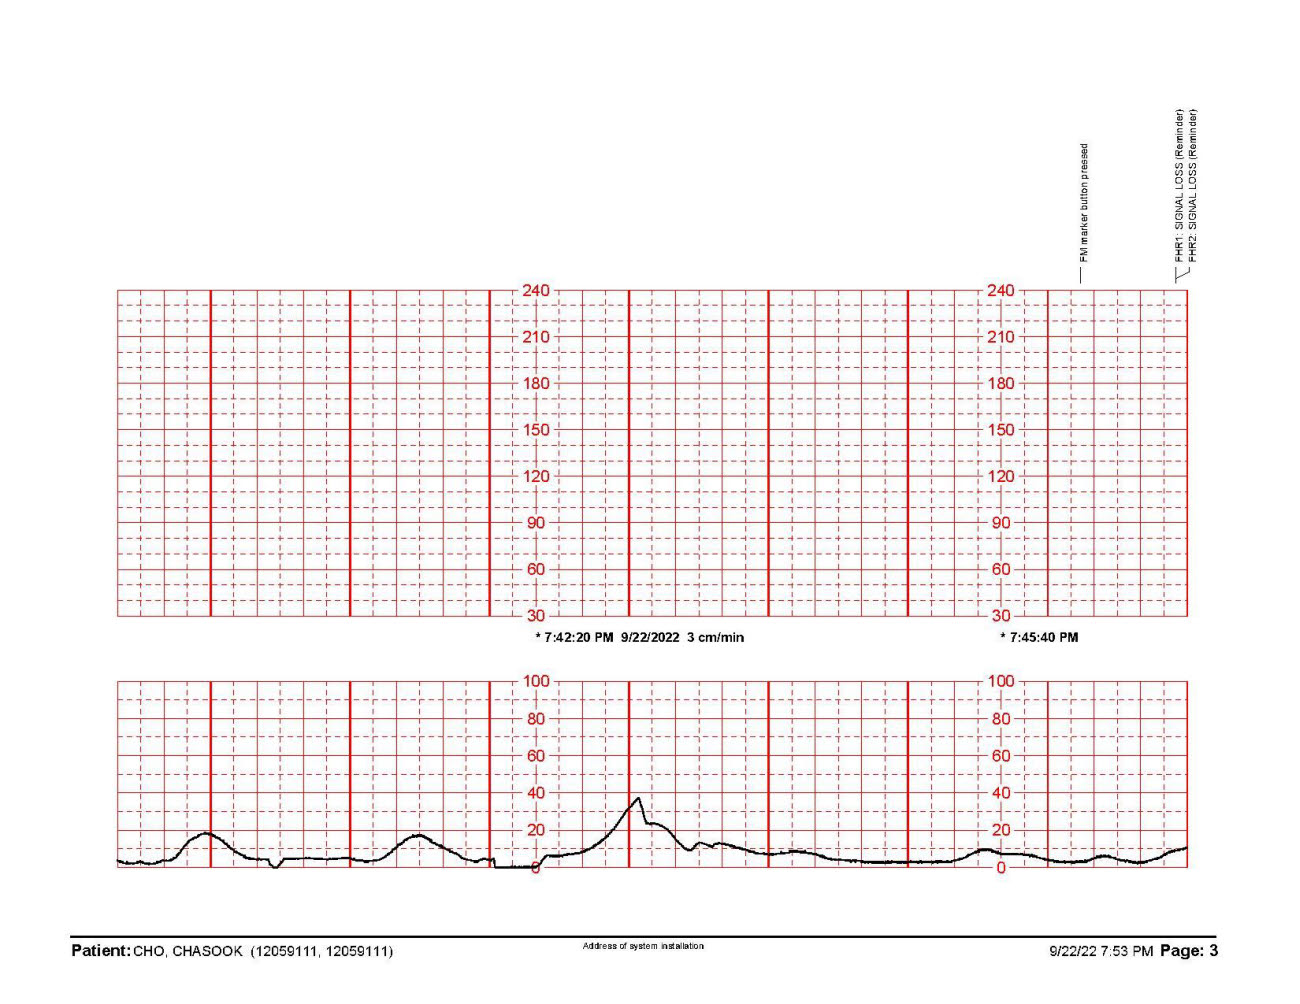 FM marker button pressed
FHR1: SIGNAL LOSS (Reminder)
FHR2: SIGNAL LOSS (Reminder)
240 240
210 210
180 180
150 150
120 120
90 90
60 60
30 30
* 7:42:20 PM 9/22/2022 3 cm/min * 7:45:40 PM
100 100
80 80
60 60
40 40
20 20
0 0
Patient: CHO, CHASOOK (12059111, 12059111) Address of system installation 9/22/22 7:53 PM Page: 3